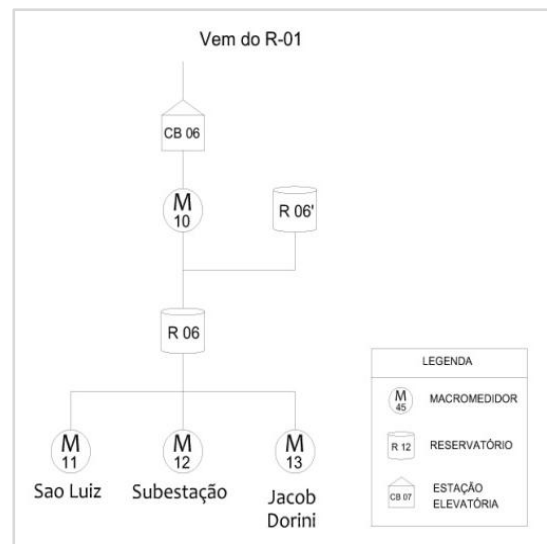 Vem do R-01
CB 06
M
10
R 06'
R 06
M
11
M
12
M
13
Sao Luiz
Subestação
Jacob
Dorini
LEGENDA
M
45
MACROMEDIDOR
R 12
RESERVATÓRIO
CB 07
ESTAÇÃO
ELEVATÓRIA